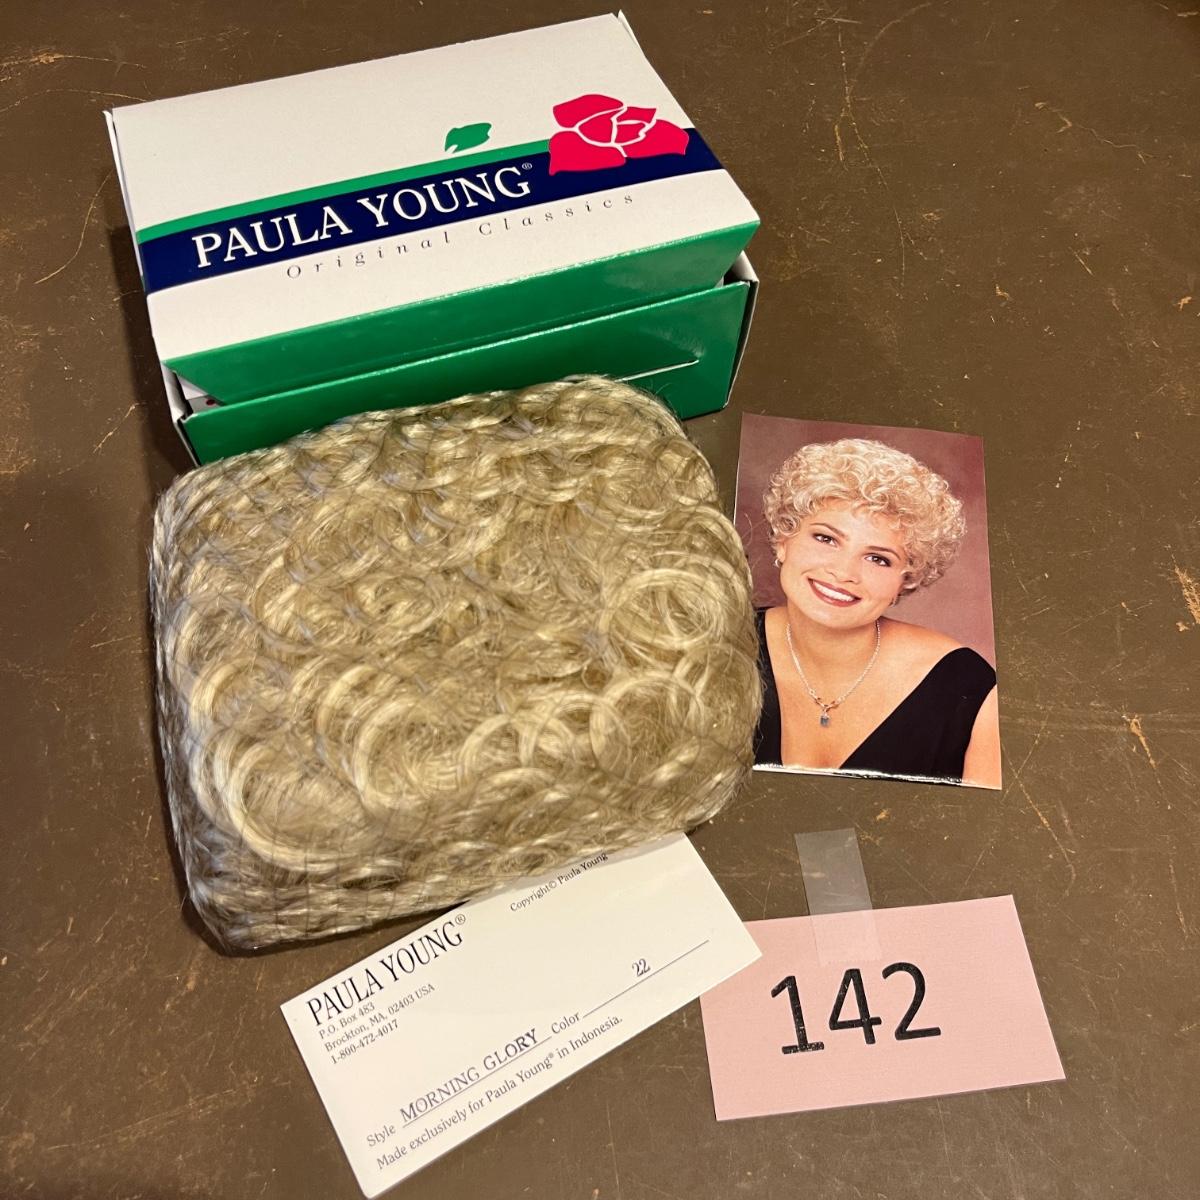 PAULA YOUNG®
Original Classics
Copyright© Paula Young
PAULA YOUNG®
P.O. Box 483
Brockton, MA, 02403 USA
1-800-472-4017
Style MORNING GLORY Color 22
Made exclusively for Paula Young® in Indonesia.
142